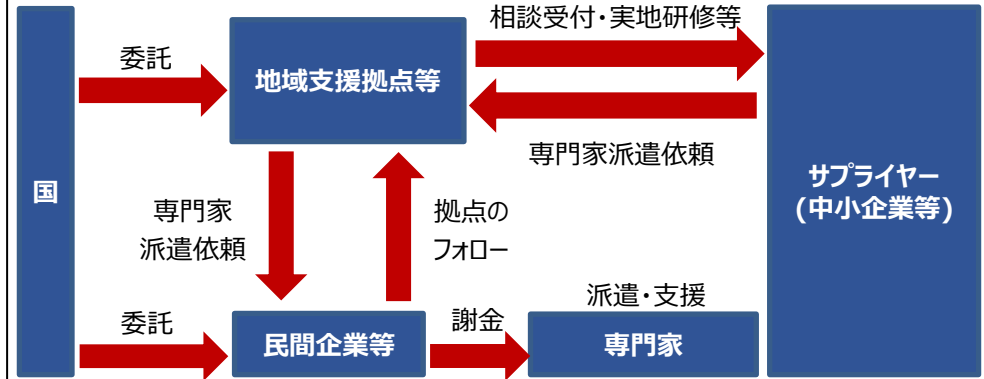 相談受付・実地研修等
委託
地域支援拠点等
専門家派遣依頼
国
サプライヤー
(中小企業等)
専門家
派遣依頼
拠点の
フォロー
委託
民間企業等
謝金
派遣・支援
専門家